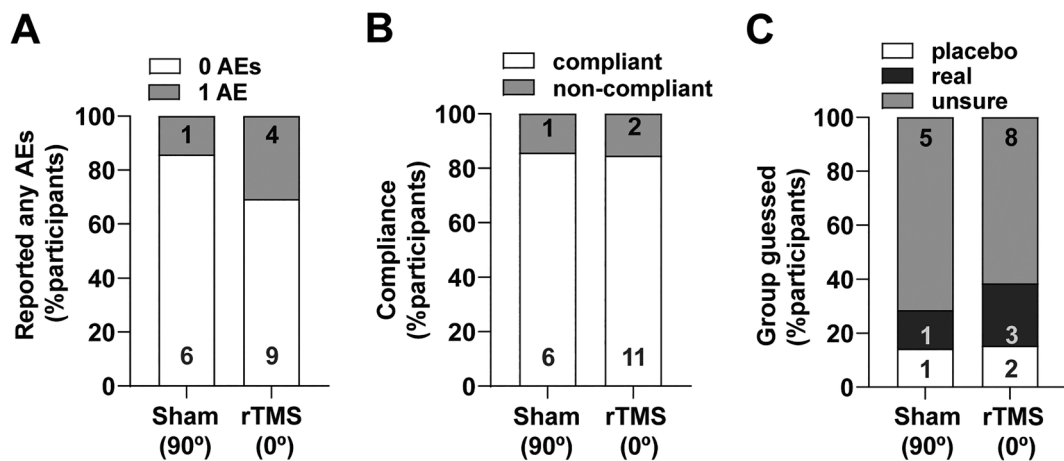 A
0 AEs
1 AE
Reported any AEs
(%participants)
100
80
60
40
20
0
1
4
6
9
Sham
(90º)
rTMS
(0º)
B
compliant
non-compliant
Compliance
(%participants)
100
80
60
40
20
0
1
2
6
11
Sham
(90º)
rTMS
(0º)
C
placebo
real
unsure
Group guessed
(%participants)
100
80
60
40
20
0
5
8
1
3
1
2
Sham
(90º)
rTMS
(0º)